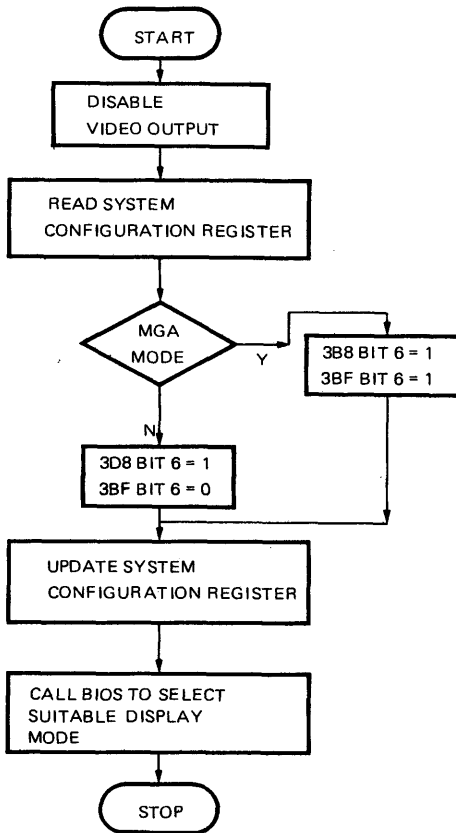 START
DISABLE
VIDEO OUTPUT
READ SYSTEM
CONFIGURATION REGISTER
MGA
MODE
Y
3B8 BIT 6 = 1
3BF BIT 6 = 1
N
3D8 BIT 6 = 1
3BF BIT 6 = 0
UPDATE SYSTEM
CONFIGURATION REGISTER
CALL BIOS TO SELECT
SUITABLE DISPLAY
MODE
STOP